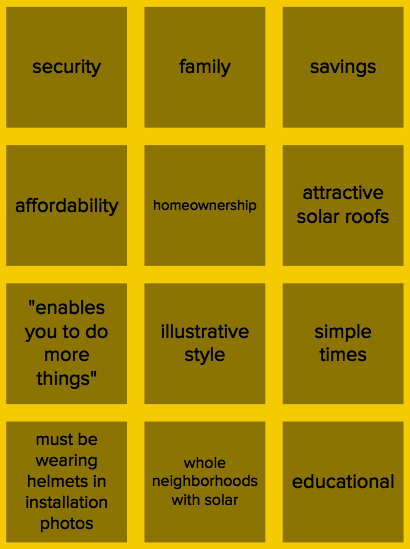 security
family
savings
affordability
homeownership
attractive
solar roofs
"enables
you to do
more
things"
illustrative
style
simple
times
must be
wearing
helmets in
installation
photos
whole
neighborhoods
with solar
educational